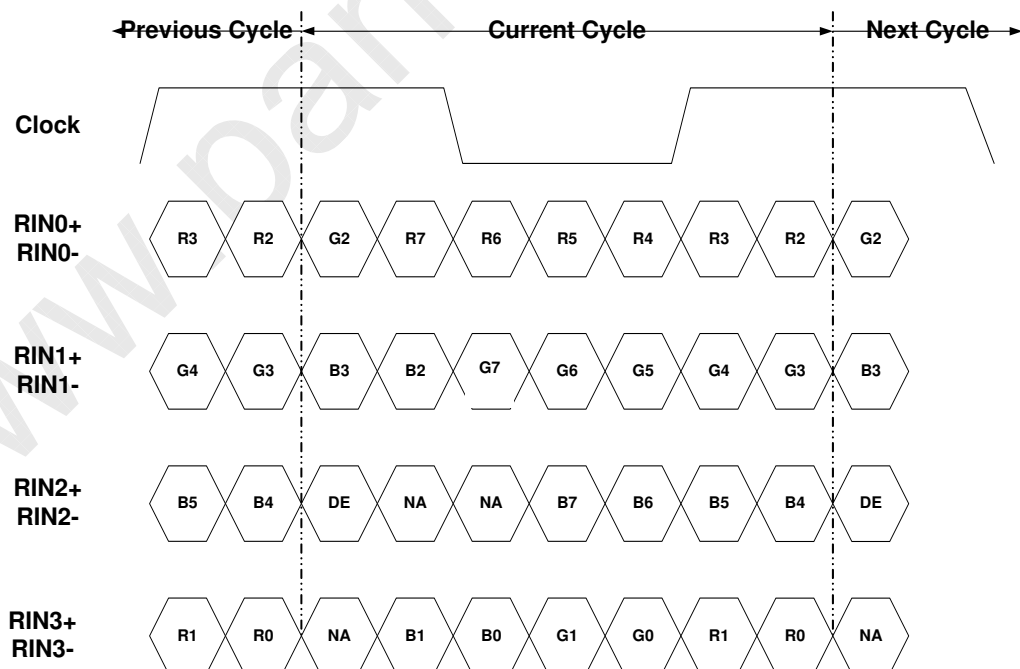 Previous Cycle Current Cycle Next Cycle
Clock
RIN0+
RIN0-
R3 R2 G2 R7 R6 R5 R4 R3 R2 G2
RIN1+
RIN1-
G4 G3 B3 B2 G7 G6 G5 G4 G3 B3
RIN2+
RIN2-
B5 B4 DE NA NA B7 B6 B5 B4 DE
RIN3+
RIN3-
R1 R0 NA B1 B0 G1 G0 R1 R0 NA